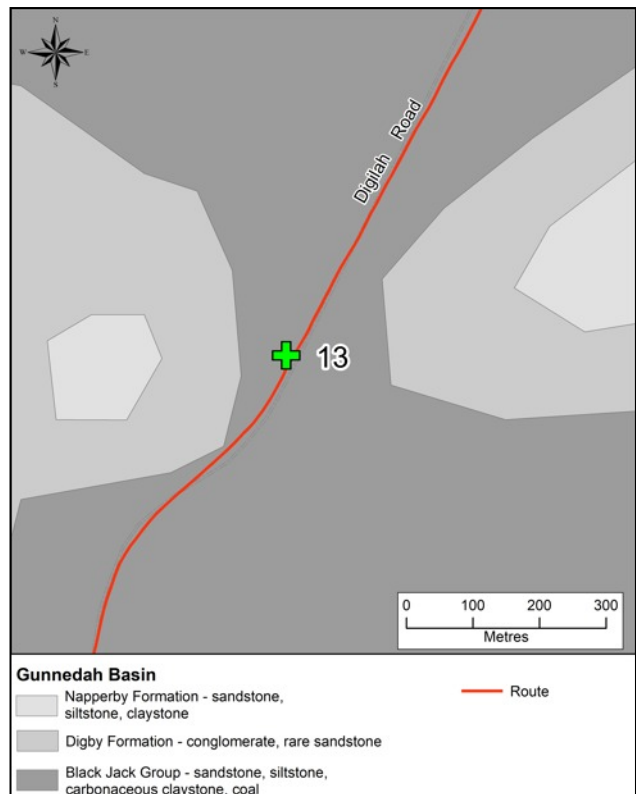 N
W E
S
Digilah Road
13
0 100 200 300
Metres
Gunnedah Basin
Napperby Formation - sandstone,
siltstone, claystone
Route
Digby Formation - conglomerate, rare sandstone
Black Jack Group - sandstone, siltstone,
carbonaceous claystone, coal